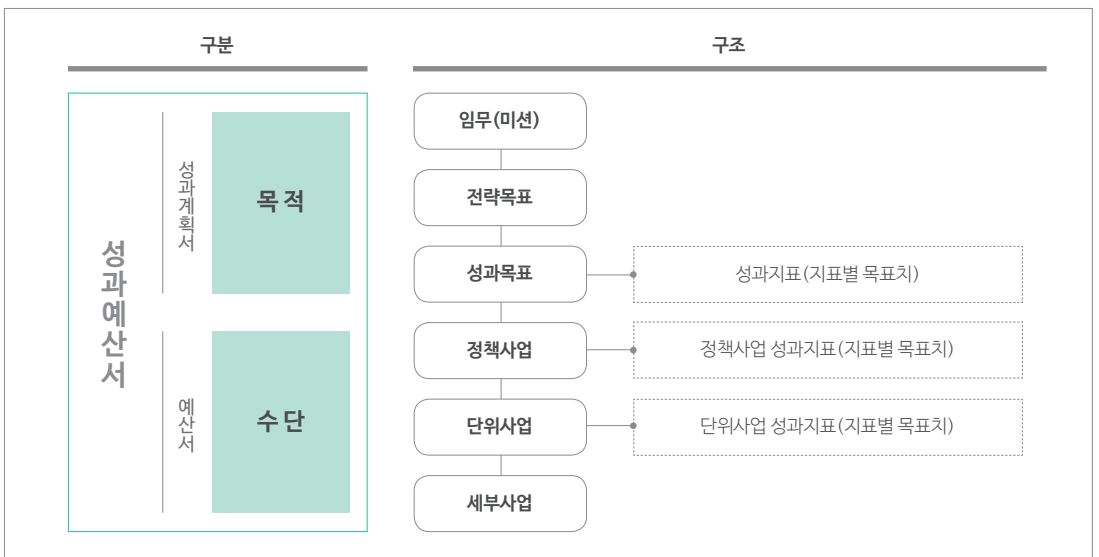 구분
구조
성과예산서
성과계획서
목적
예산서
수단
임무(미션)
전략목표
성과목표
성과지표(지표별 목표치)
정책사업
정책사업 성과지표(지표별 목표치)
단위사업
단위사업 성과지표(지표별 목표치)
세부사업